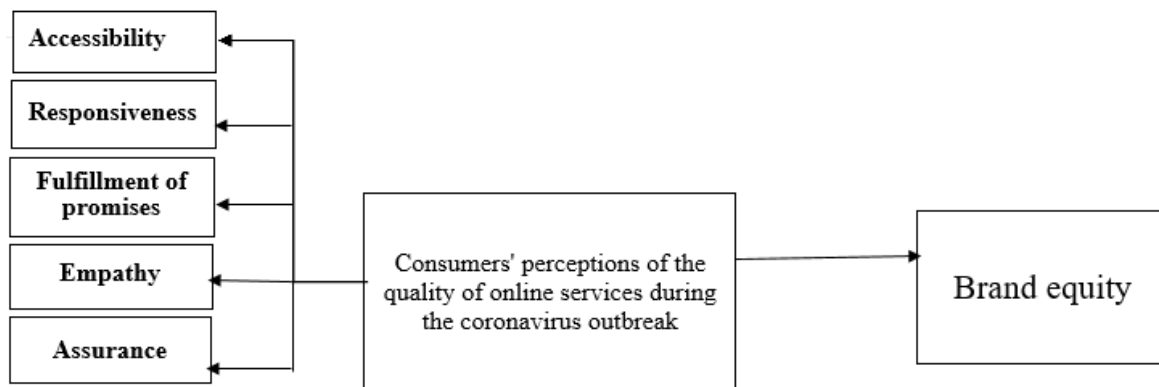 Accessibility
Responsiveness
Fulfillment of
promises
Empathy
Assurance
Consumers' perceptions of the
quality of online services during
the coronavirus outbreak
Brand equity